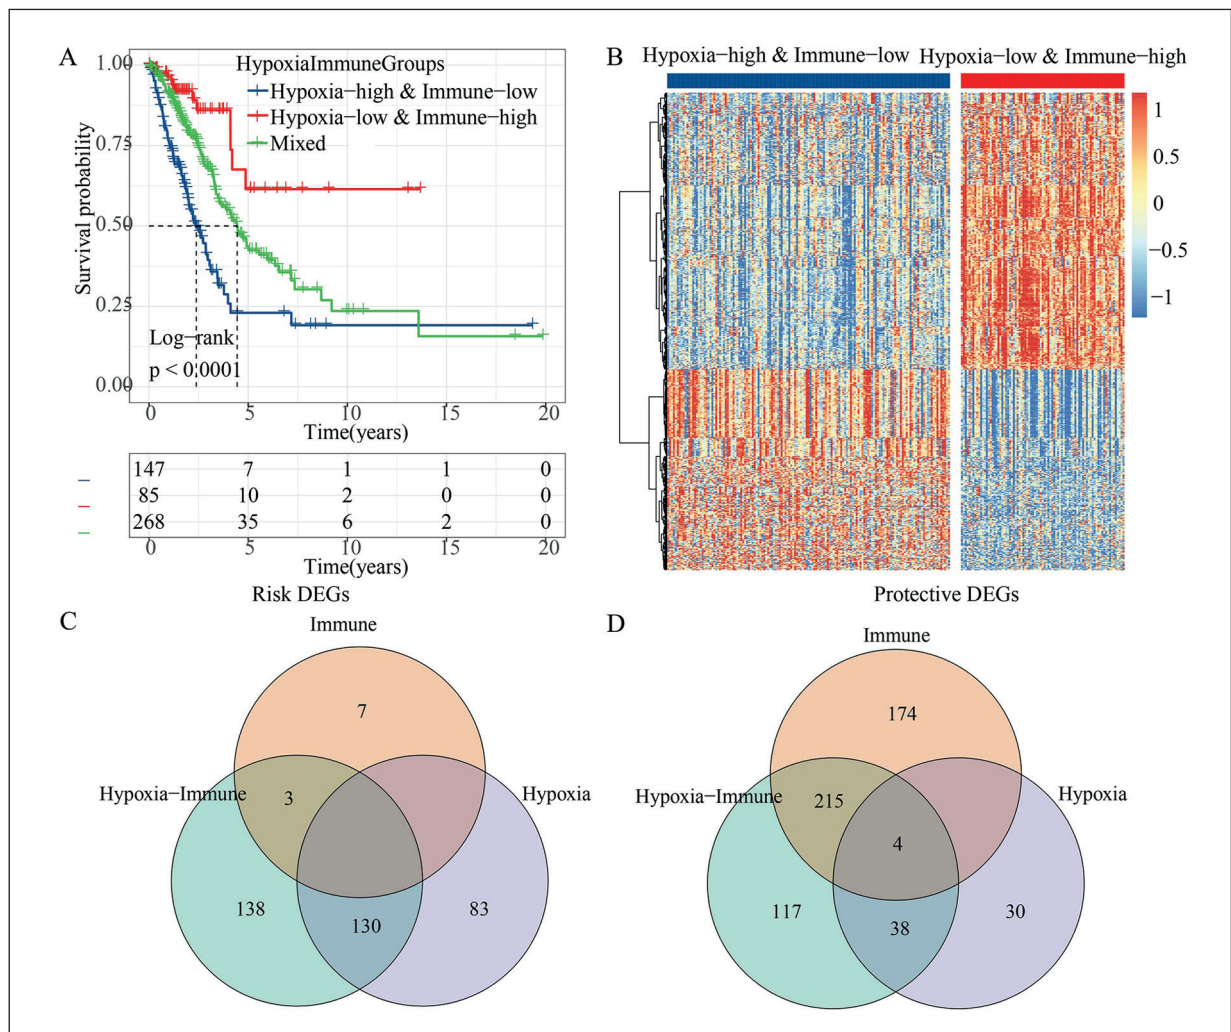 A
HypoxiaImmuneGroups
Hypoxia-high & Immune-low
Hypoxia-low & Immune-high
Mixed
Survival probability
1.00
0.75
0.50
0.25
0.00
Log-rank
p < 0.0001
0 5 10 15 20
Time(years)
147 7 1 1 0
85 10 2 0 0
268 35 6 2 0
0 5 10 15 20
Time(years)
B
Hypoxia-high & Immune-low
Hypoxia-low & Immune-high
1
0.5
0
-0.5
-1
Risk DEGs
C
Immune
7
Hypoxia-Immune
3
Hypoxia
138
130
83
Protective DEGs
D
Immune
174
Hypoxia-Immune
215
Hypoxia
4
117
38
30